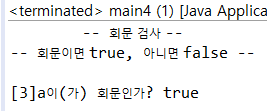 <terminated> main4 (1) [Java Applica
-- 회문 검사 --
-- 회문이면 true, 아니면 false --
[3]a이(가) 회문인가? true